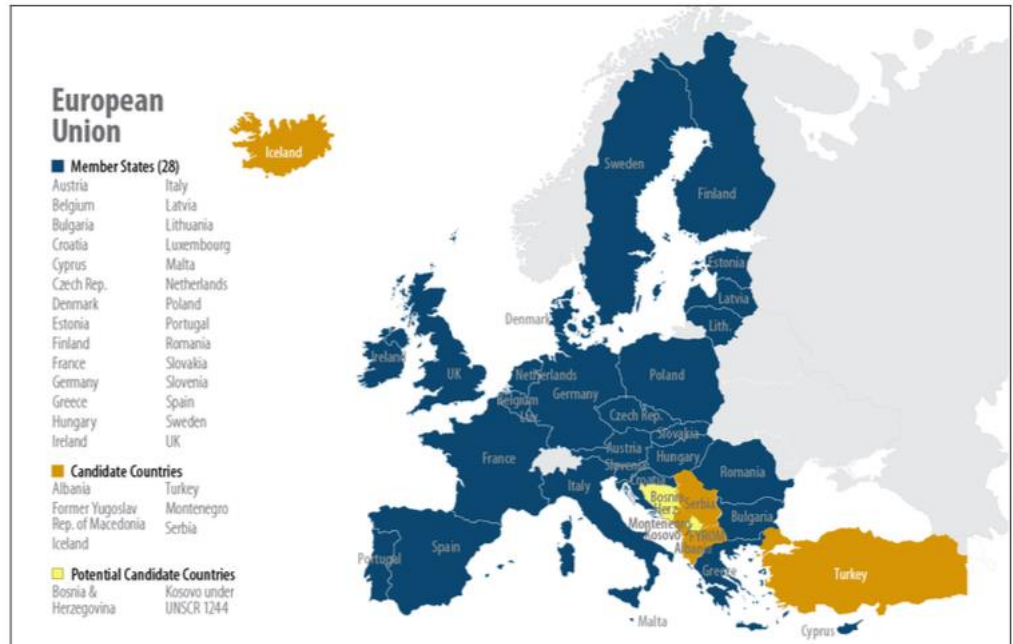 European
Union
Member States (28)
Austria
Belgium
Bulgaria
Croatia
Cyprus
Czech Rep.
Denmark
Estonia
Finland
France
Germany
Greece
Hungary
Ireland
Italy
Latvia
Lithuania
Luxembourg
Malta
Netherlands
Poland
Portugal
Romania
Slovakia
Slovenia
Spain
Sweden
UK
Candidate Countries
Albania
Former Yugoslav
Rep. of Macedonia
Iceland
Turkey
Montenegro
Serbia
Potential Candidate Countries
Bosnia &
Herzegovina
Kosovo under
UNSCR 1244
Iceland
Sweden
Finland
Estonia
Latvia
Lith.
Denmark
Ireland
UK
Netherlands
Belgium
Lux.
Germany
Poland
Czech Rep.
Slovakia
Austria
Hungary
Slovenia
Croatia
France
Italy
Romania
Bosnia
Herz.
Serbia
Montenegro
Kosovo
Bulgaria
FYROM
Albania
Portugal
Spain
Greece
Turkey
Malta
Cyprus